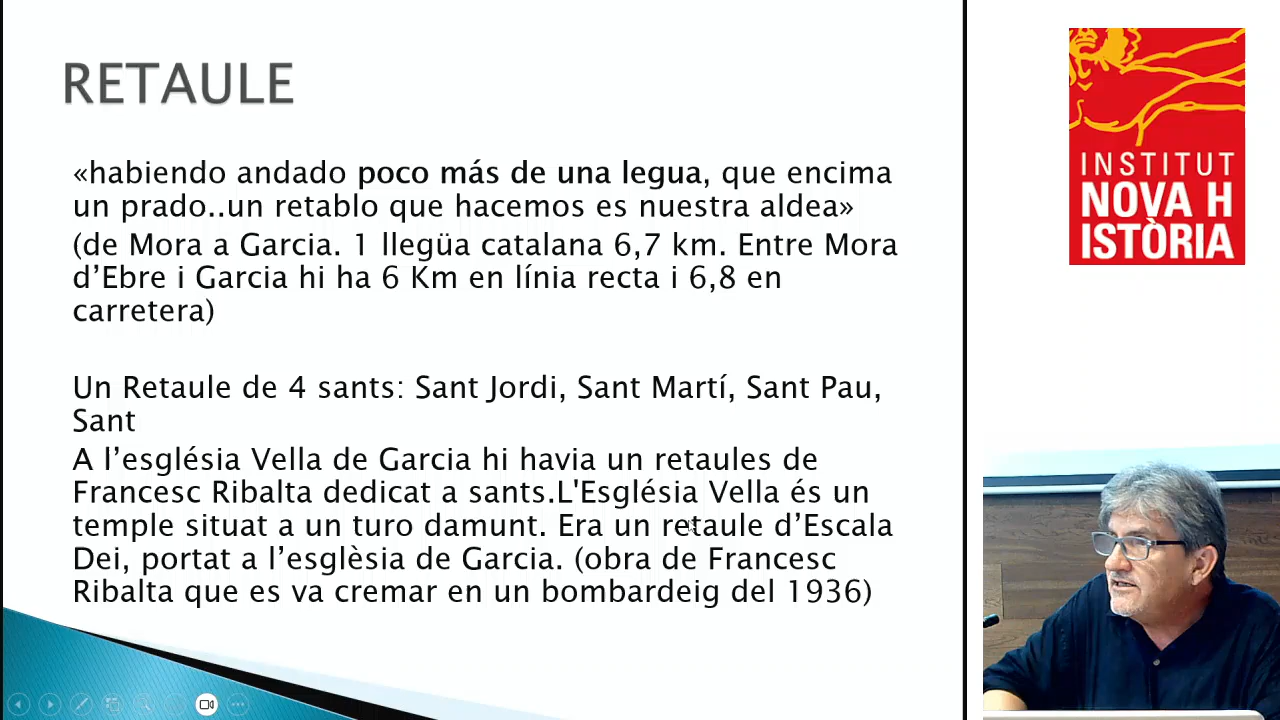 RETAULE
«habiendo andado poco más de una legua, que encima
un prado..un retablo que hacemos es nuestra aldea»
(de Mora a Garcia. 1 llegüa catalana 6,7 km. Entre Mora
d’Ebre i Garcia hi ha 6 Km en línia recta i 6,8 en
carretera)
Un Retaule de 4 sants: Sant Jordi, Sant Martí, Sant Pau,
Sant
A l’església Vella de Garcia hi havia un retaules de
Francesc Ribalta dedicat a sants.L'Església Vella és un
temple situat a un turo damunt. Era un retaule d’Escala
Dei, portat a l’esglèsia de Garcia. (obra de Francesc
Ribalta que es va cremar en un bombardeig del 1936)
INSTITUT
NOVA H
ISTÒRIA